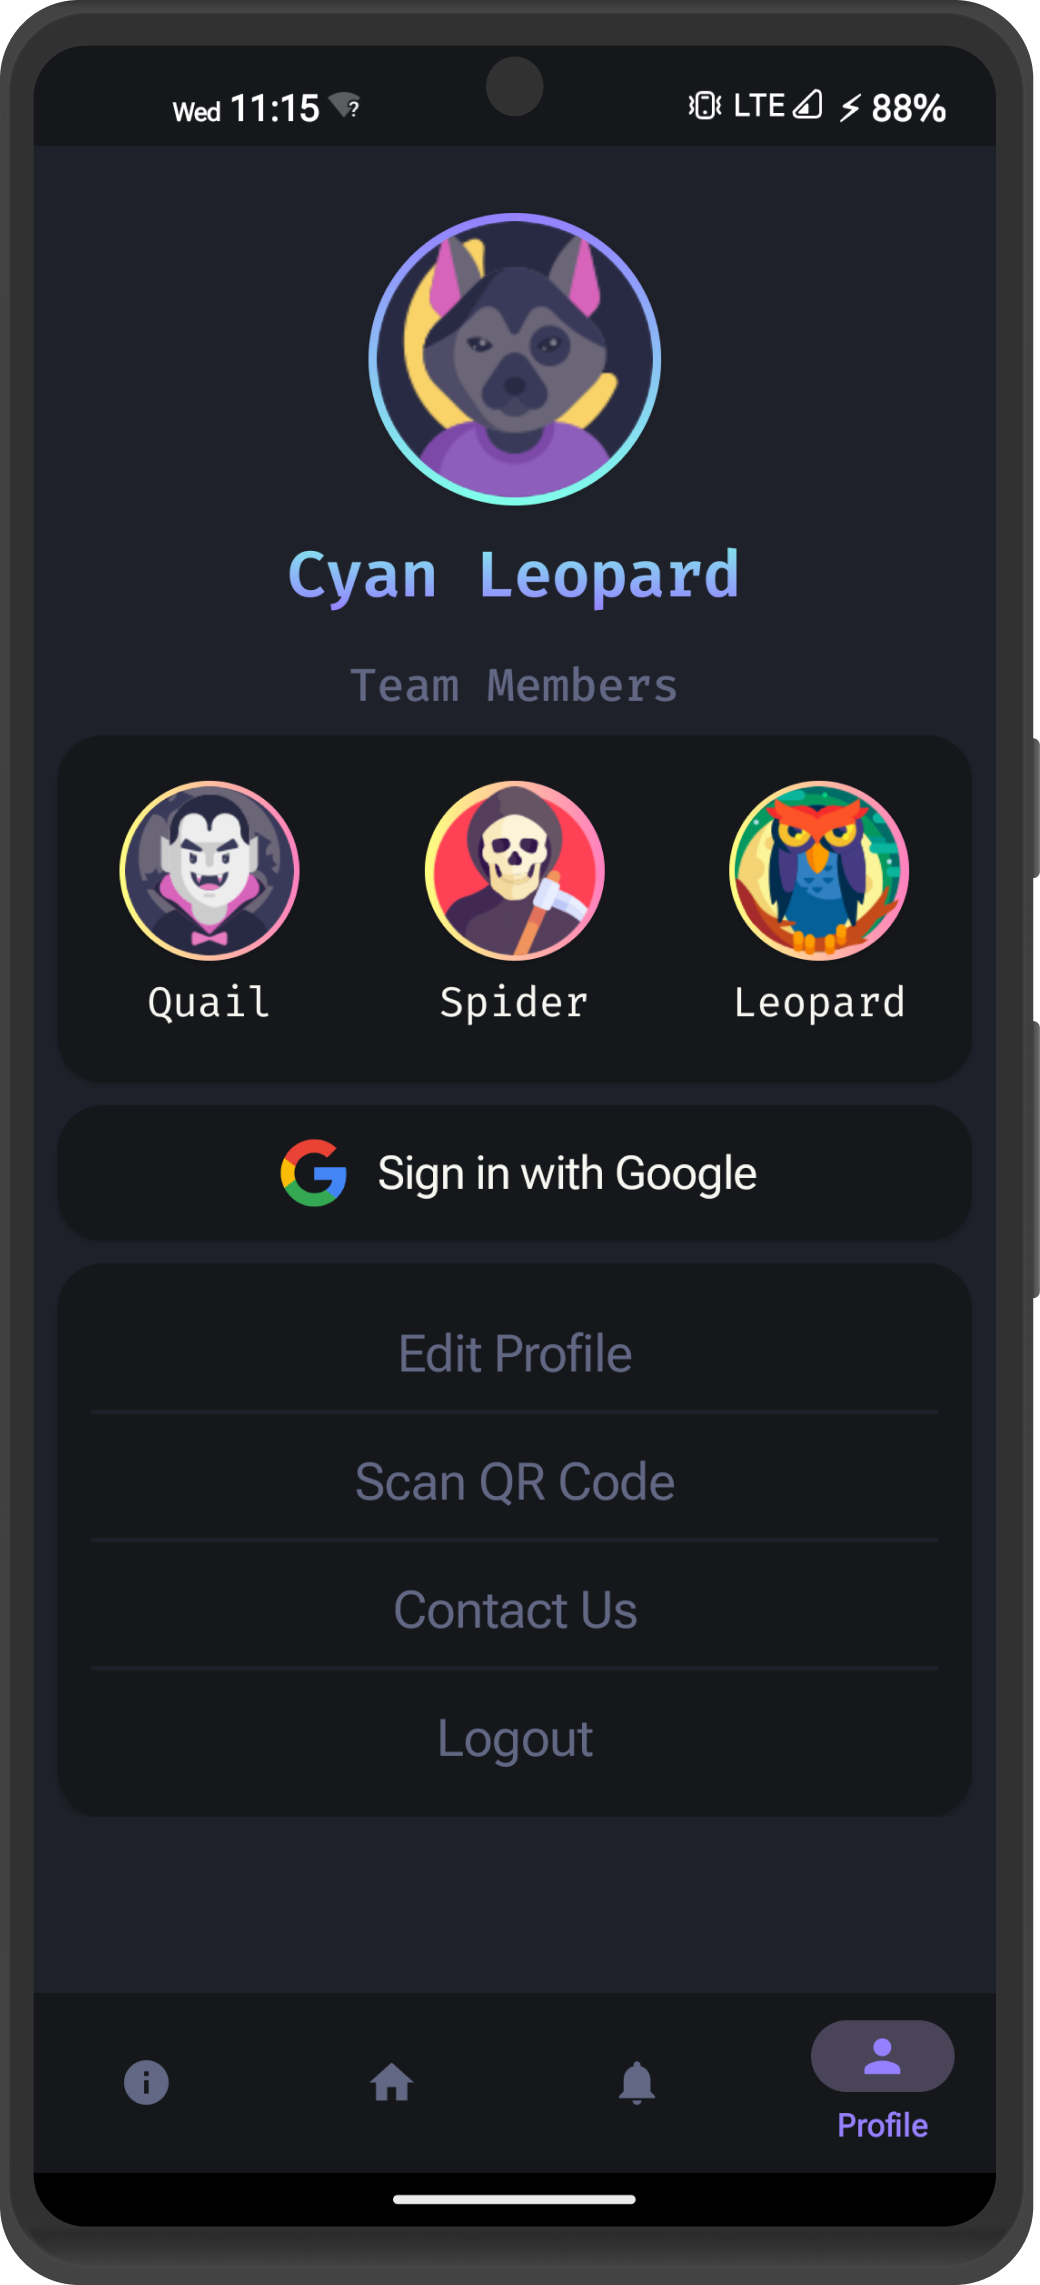 Wed 11:15
LTE 88%
Cyan Leopard
Team Members
Quail Spider Leopard
Sign in with Google
Edit Profile
Scan QR Code
Contact Us
Logout
Profile